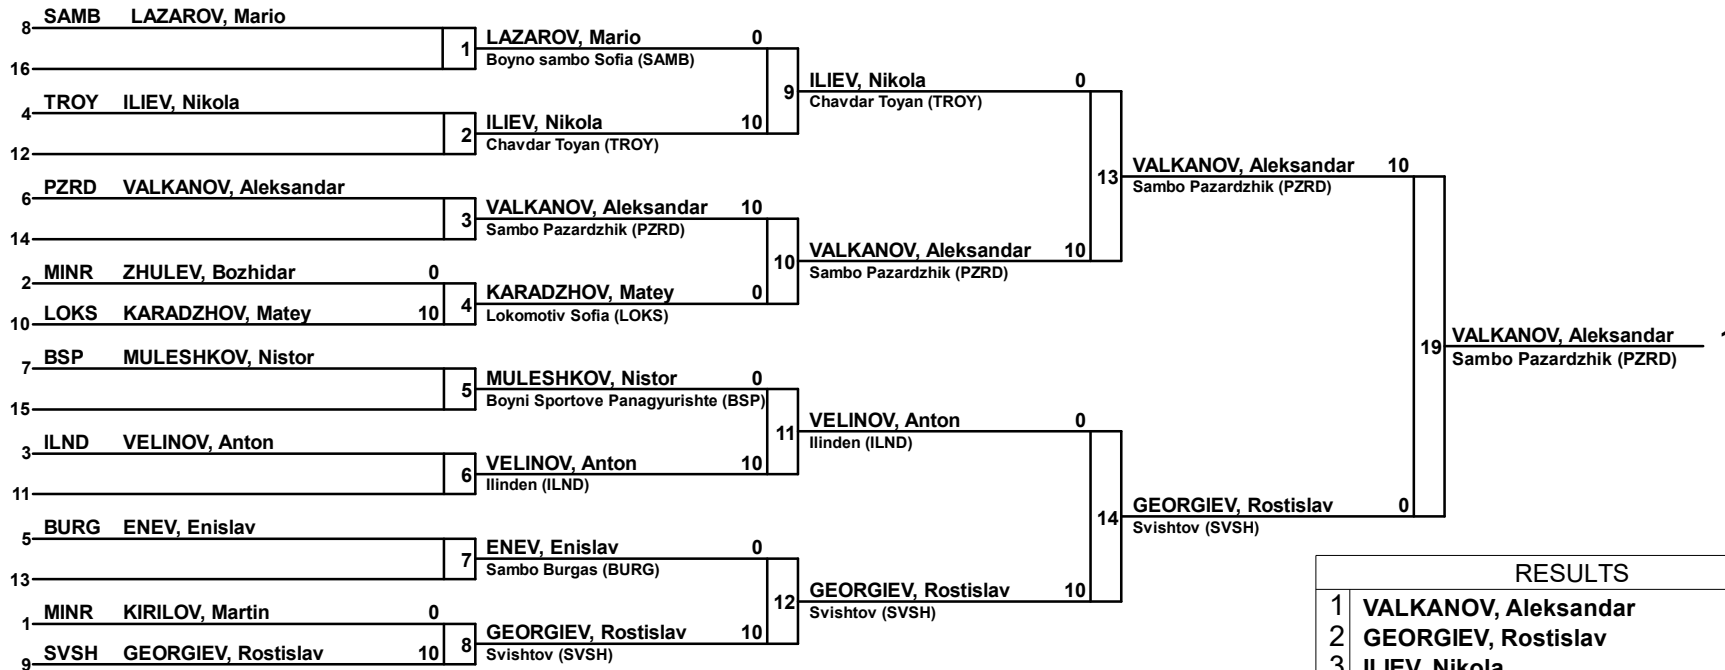 8 SAMB LAZAROV, Mario
1 LAZAROV, Mario 0
Boyno sambo Sofia (SAMB)
16
9 ILIEV, Nikola 0
Chavdar Toyan (TROY)
4 TROY ILIEV, Nikola
2 ILIEV, Nikola 10
Chavdar Toyan (TROY)
12
13 VALKANOV, Aleksandar 10
Sambo Pazardzhik (PZRD)
6 PZRD VALKANOV, Aleksandar
3 VALKANOV, Aleksandar 10
Sambo Pazardzhik (PZRD)
14
10 VALKANOV, Aleksandar 10
Sambo Pazardzhik (PZRD)
2 MINR ZHULEV, Bozhidar 0
4 KARADZHOV, Matey 0
Lokomotiv Sofia (LOKS)
10 LOKS KARADZHOV, Matey 10
19 VALKANOV, Aleksandar
Sambo Pazardzhik (PZRD)
7 BSP MULESHKOV, Nistor
5 MULESHKOV, Nistor 0
Boyni Sportove Panagyurishte (BSP)
15
11 VELINOV, Anton 0
Ilinden (ILND)
3 ILND VELINOV, Anton
6 VELINOV, Anton 10
Ilinden (ILND)
11
14 GEORGIEV, Rostislav 0
Svishtov (SVSH)
5 BURG ENEV, Enislav
7 ENEV, Enislav 0
Sambo Burgas (BURG)
13
12 GEORGIEV, Rostislav 10
Svishtov (SVSH)
1 MINR KIRILOV, Martin 0
8 GEORGIEV, Rostislav 10
Svishtov (SVSH)
9 SVSH GEORGIEV, Rostislav 10
RESULTS
1 VALKANOV, Aleksandar
2 GEORGIEV, Rostislav
3 ILIEV, Nikola